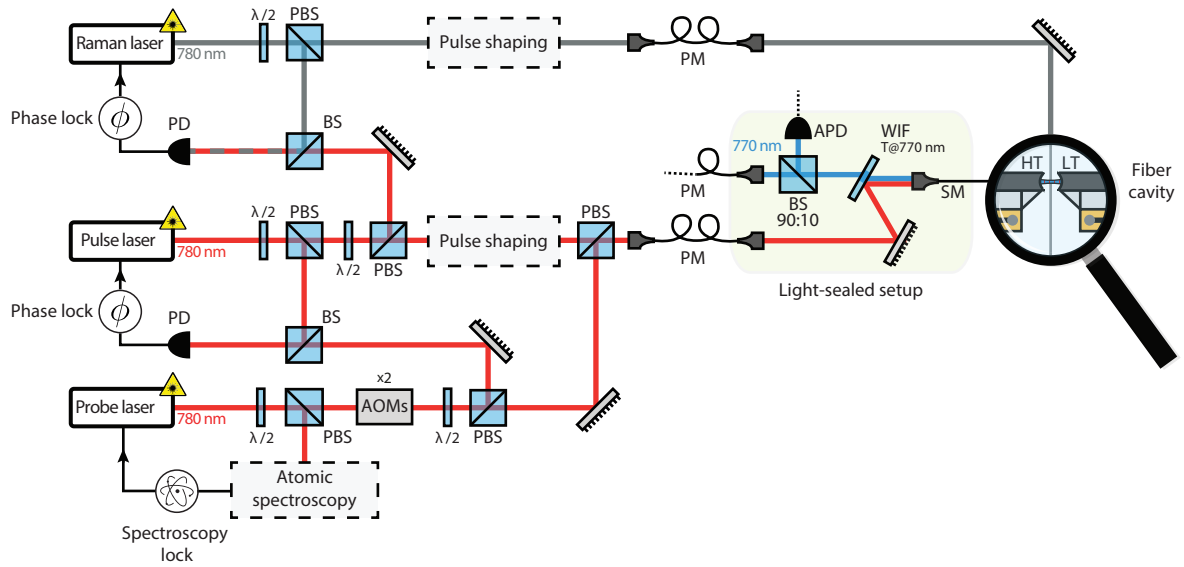 λ/2
PBS
Raman laser
780 nm
Pulse shaping
PM
Phase lock
ϕ
PD
BS
APD
770 nm
WIF
T@770 nm
PM
BS
90:10
SM
HT
LT
Fiber
cavity
λ/2
PBS
Pulse laser
780 nm
λ/2
PBS
Pulse shaping
PBS
PM
Light-sealed setup
Phase lock
ϕ
PD
BS
x2
Probe laser
780 nm
AOMs
λ/2
PBS
λ/2
PBS
Atomic
spectroscopy
Spectroscopy
lock